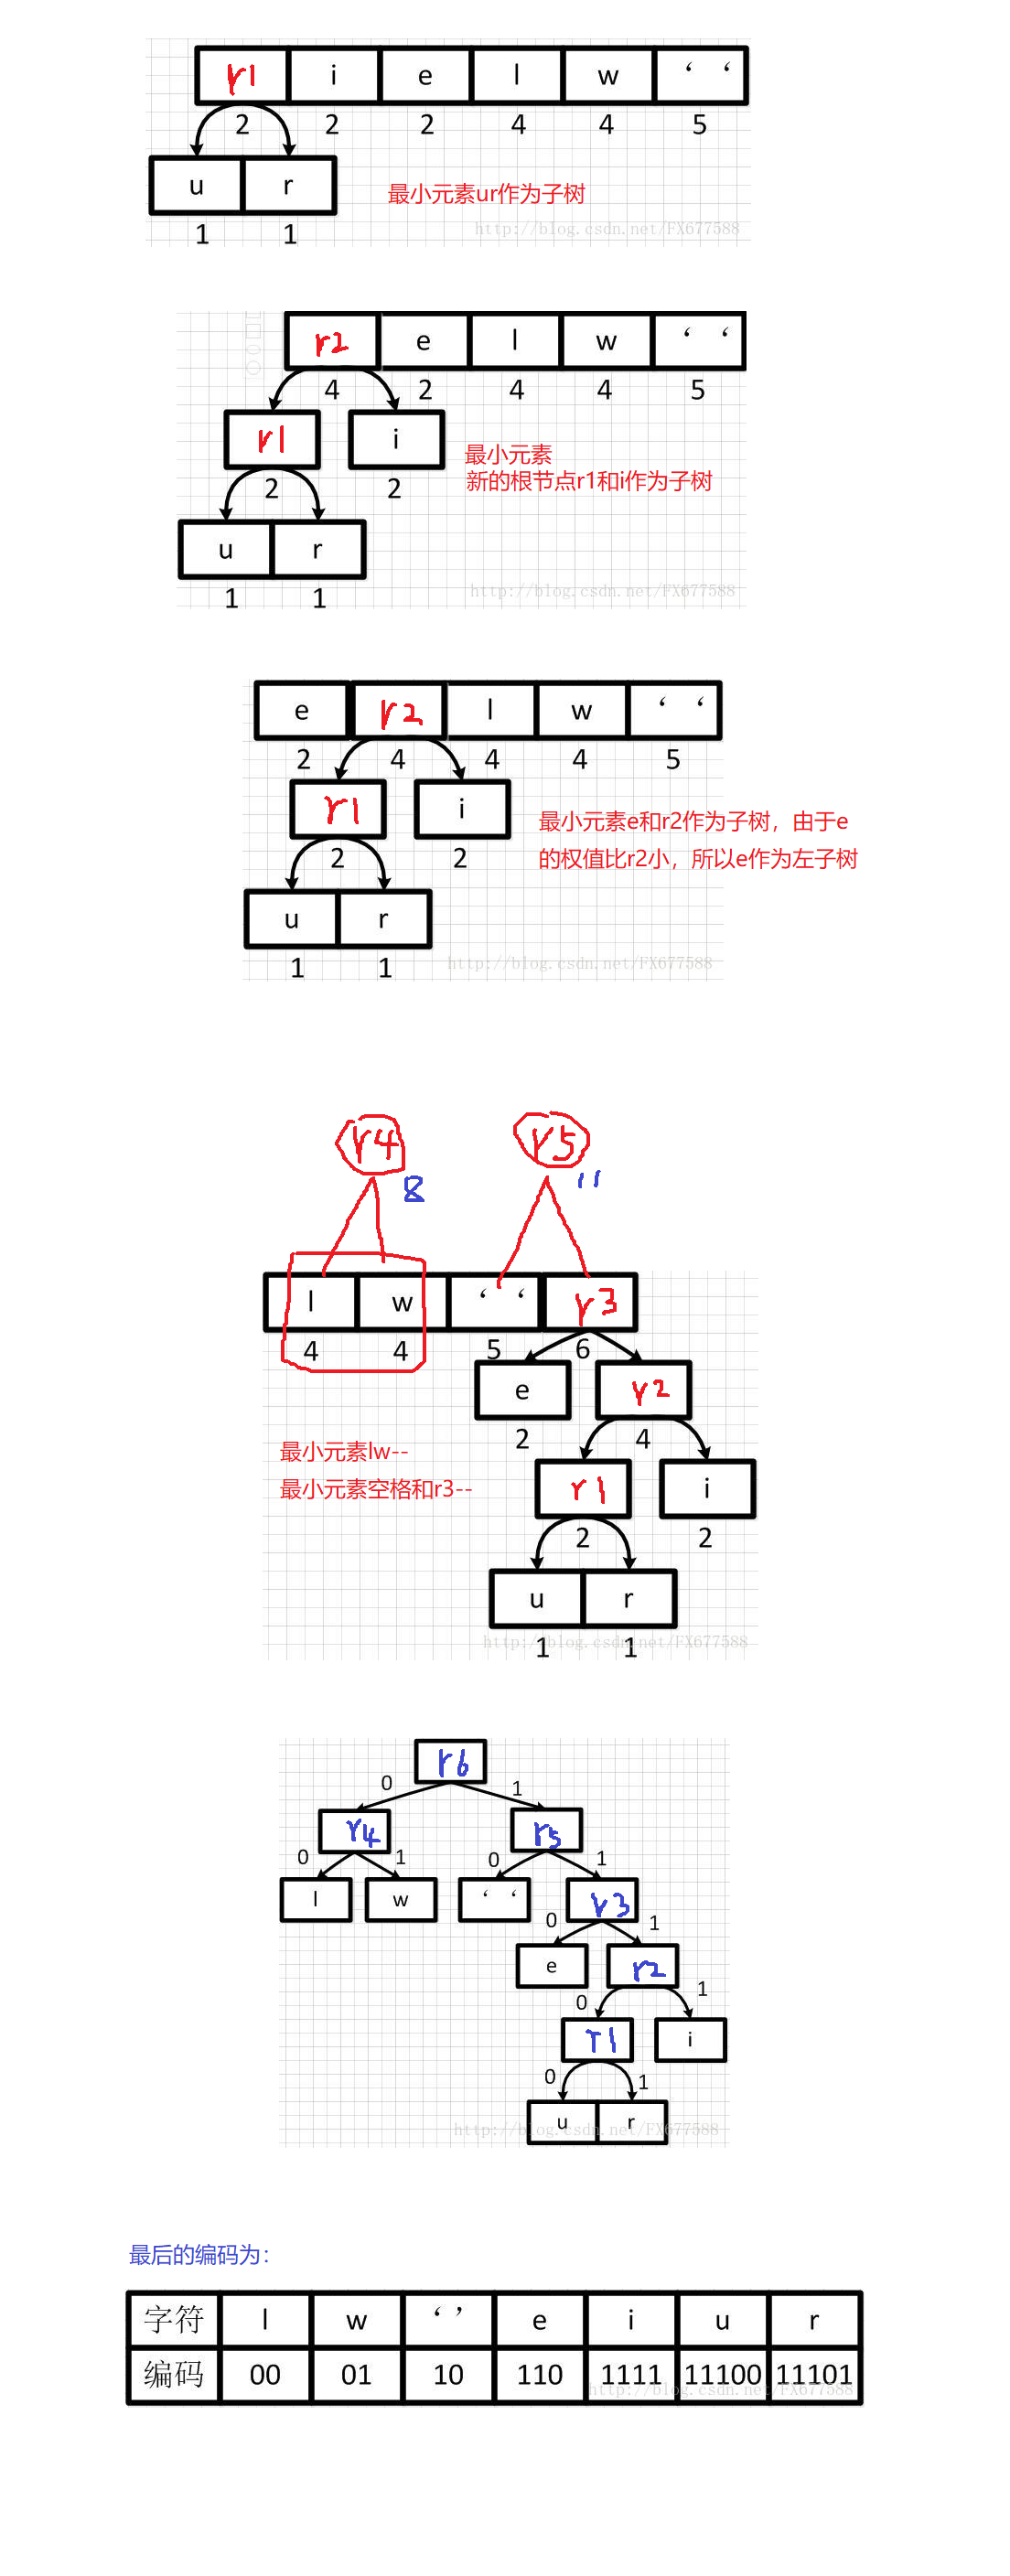 r1 i e l w ‘ ‘
2 2 2 4 4 5
u r
最小元素ur作为子树
http://blog.csdn.net/FX677588
1 1
r2 e l w ‘ ‘
4 2 4 4 5
r1 i
最小元素
新的根节点r1和i作为子树
2 2
u r
http://blog.csdn.net/FX677588
1 1
e r2 l w ‘ ‘
2 4 4 4 5
r1 i
最小元素e和r2作为子树，由于e
的权值比r2小，所以e作为左子树
2 2
u r
http://blog.csdn.net/FX677588
1 1
r4 r5
8 11
l w ‘ ‘ r3
4 4 5 6
e r2
2 4
最小元素lw--
最小元素空格和r3--
r1 i
2 2
u r
http://blog.csdn.net/FX677588
1 1
r6
0 1
r4 r5
0 1 0 1
l w ‘ ‘ r3
0 1
e r2
0 1
r1 i
0 1
u r
http://blog.csdn.net/FX677588
最后的编码为：
字符 l w ‘ ’ e i u r
编码 00 01 10 110 1111 11100 11101
http://blog.csdn.net/FX677588